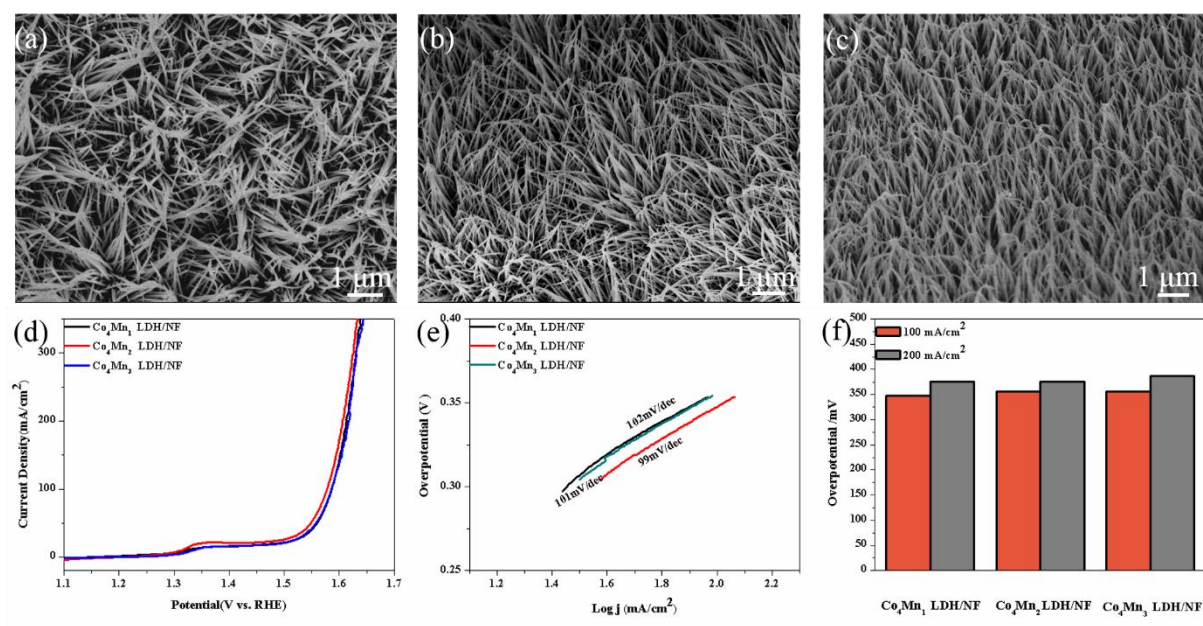 (a)
1 μm
(b)
1 μm
(c)
1 μm
(d)
Co₄Mn₁ LDH/NF
Co₄Mn₂ LDH/NF
Co₄Mn₃ LDH/NF
300
200
100
0
Current Density(mA/cm²)
1.1 1.2 1.3 1.4 1.5 1.6 1.7
Potential(V vs. RHE)
(e)
Co₄Mn₁ LDH/NF
Co₄Mn₂ LDH/NF
Co₄Mn₃ LDH/NF
0.40
0.35
0.30
0.25
Overpotential (V)
102mV/dec
99mV/dec
101mV/dec
1.2 1.4 1.6 1.8 2.0 2.2
Log j (mA/cm²)
(f)
100 mA/cm²
200 mA/cm²
500
450
400
350
300
250
200
150
100
50
0
Overpotential /mV
Co₄Mn₁ LDH/NF Co₄Mn₂LDH/NF Co₄Mn₃ LDH/NF